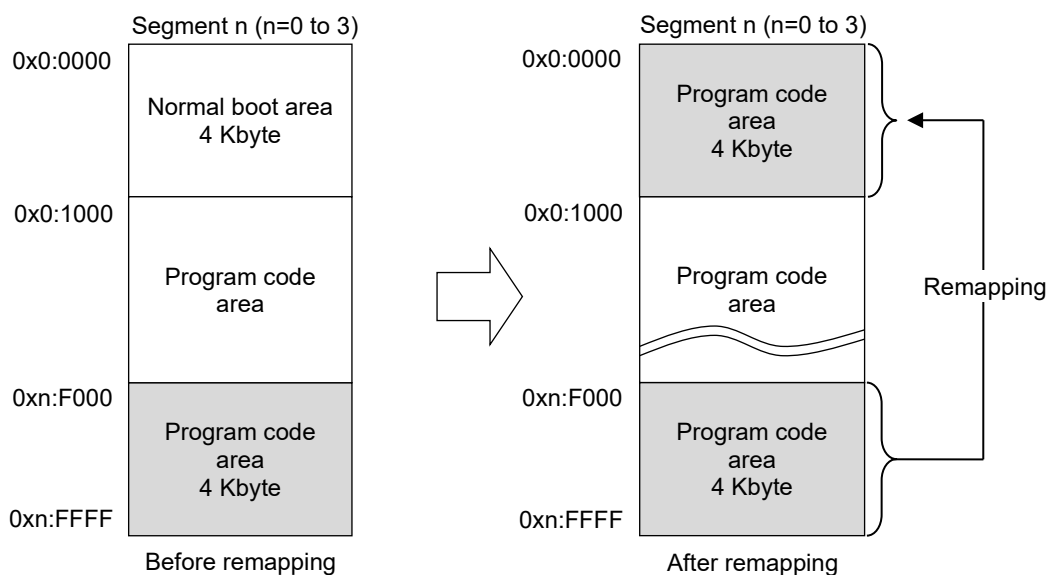 Segment n (n=0 to 3)
0x0:0000
Normal boot area
4 Kbyte
0x0:1000
Program code
area
0xn:F000
Program code
area
4 Kbyte
0xn:FFFF
Before remapping
Segment n (n=0 to 3)
0x0:0000
Program code
area
4 Kbyte
0x0:1000
Program code
area
Remapping
0xn:F000
Program code
area
4 Kbyte
0xn:FFFF
After remapping